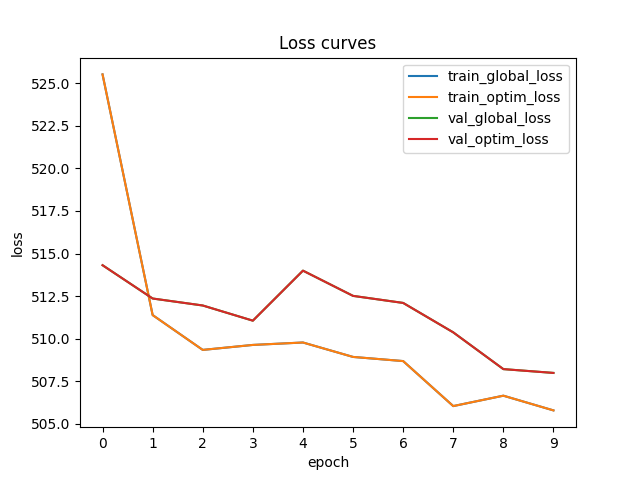 Loss curves
train_global_loss
train_optim_loss
val_global_loss
val_optim_loss
525.0
522.5
520.0
517.5
515.0
512.5
510.0
507.5
505.0
loss
0 1 2 3 4 5 6 7 8 9
epoch